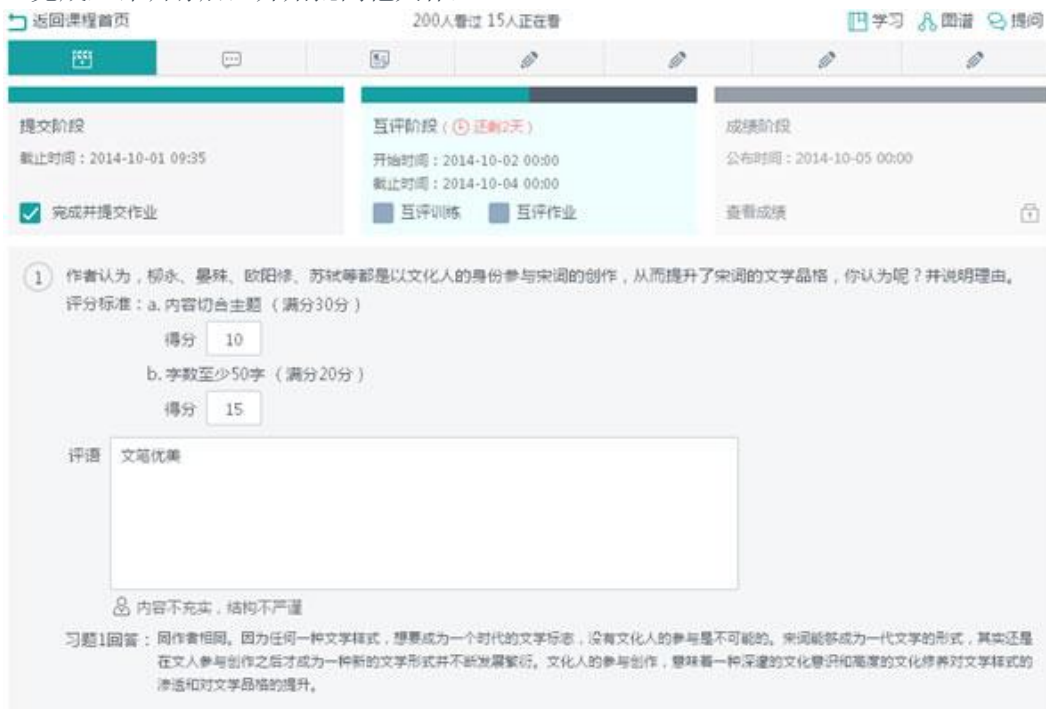 返回课程首页 200人看过 15人正在看 学习 图谱 提问
提交阶段 互评阶段（还剩2天） 成绩阶段
截止时间：2014-10-01 09:35 开始时间：2014-10-02 00:00 公布时间：2014-10-05 00:00
截止时间：2014-10-04 00:00
完成并提交作业 互评训练 互评作业 查看成绩
1 作者认为，柳永、晏殊、欧阳修、苏轼等都是以文化人的身份参与宋词的创作，从而提升了宋词的文学品格，你认为呢？并说明理由。
评分标准：a. 内容切合主题（满分30分）
得分 10
b. 字数至少50字（满分20分）
得分 15
评语 文笔优美
内容不充实，结构不严谨
习题1回答：同作者相同。因为任何一种文学样式，想要成为一个时代的文学标志，没有文化人的参与是不可能的。宋词能够成为一代文学的形式，其实还是
在文人参与创作之后才成为一种新的文学形式并不断发展繁衍。文化人的参与创作，意味着一种深邃的文化意识和高度的文化修养对文学样式的
渗透和对文学品格的提升。